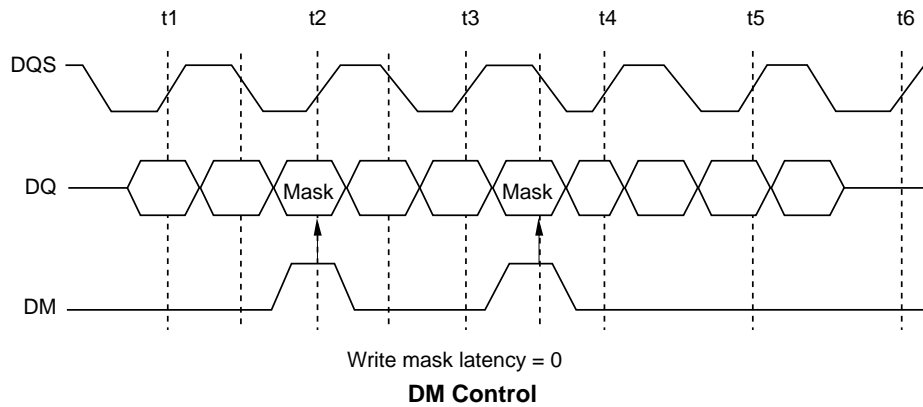 t1 t2 t3 t4 t5 t6
DQS
DQ Mask Mask
DM
Write mask latency = 0
DM Control